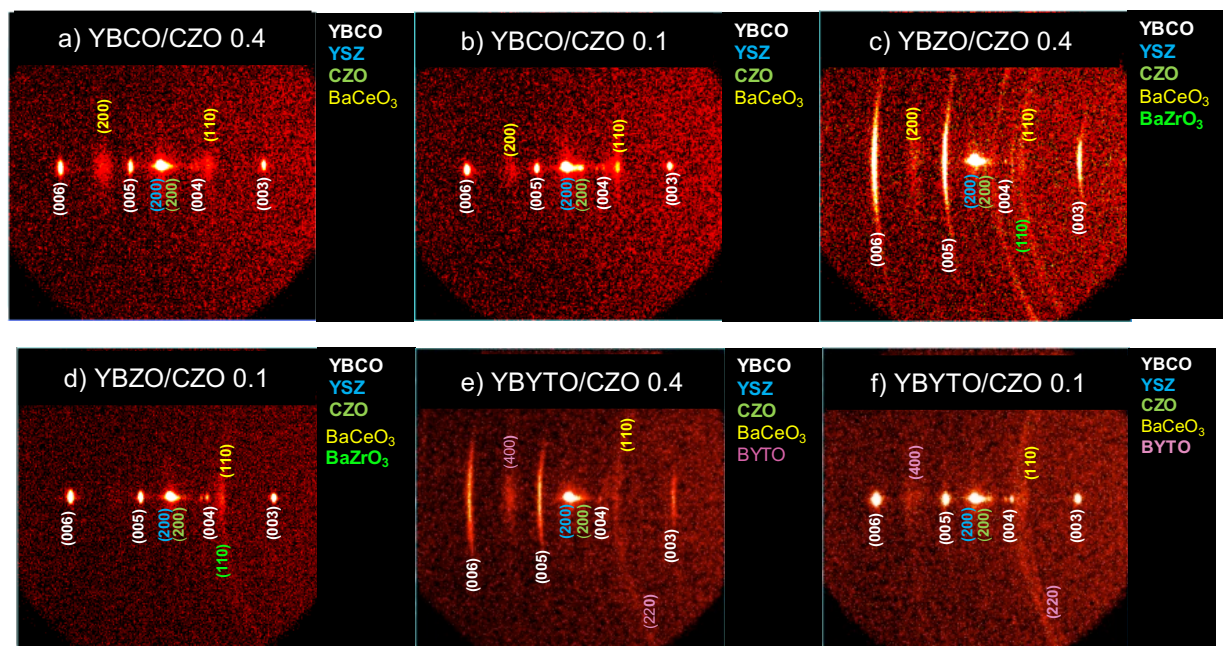 a) YBCO/CZO 0.4
YBCO
YSZ
CZO
BaCeO₃
(200)
(110)
(006)
(005)
(200)
(200)
(004)
(003)
b) YBCO/CZO 0.1
YBCO
YSZ
CZO
BaCeO₃
(200)
(110)
(006)
(005)
(200)
(200)
(004)
(003)
c) YBZO/CZO 0.4
YBCO
YSZ
CZO
BaCeO₃
BaZrO₃
(200)
(110)
(006)
(005)
(200)
(200)
(004)
(110)
(003)
d) YBZO/CZO 0.1
YBCO
YSZ
CZO
BaCeO₃
BaZrO₃
(110)
(006)
(005)
(200)
(200)
(004)
(110)
(003)
e) YBYTO/CZO 0.4
YBCO
YSZ
CZO
BaCeO₃
BYTO
(400)
(110)
(006)
(005)
(200)
(200)
(004)
(003)
(220)
f) YBYTO/CZO 0.1
YBCO
YSZ
CZO
BaCeO₃
BYTO
(400)
(110)
(006)
(005)
(200)
(200)
(004)
(003)
(220)